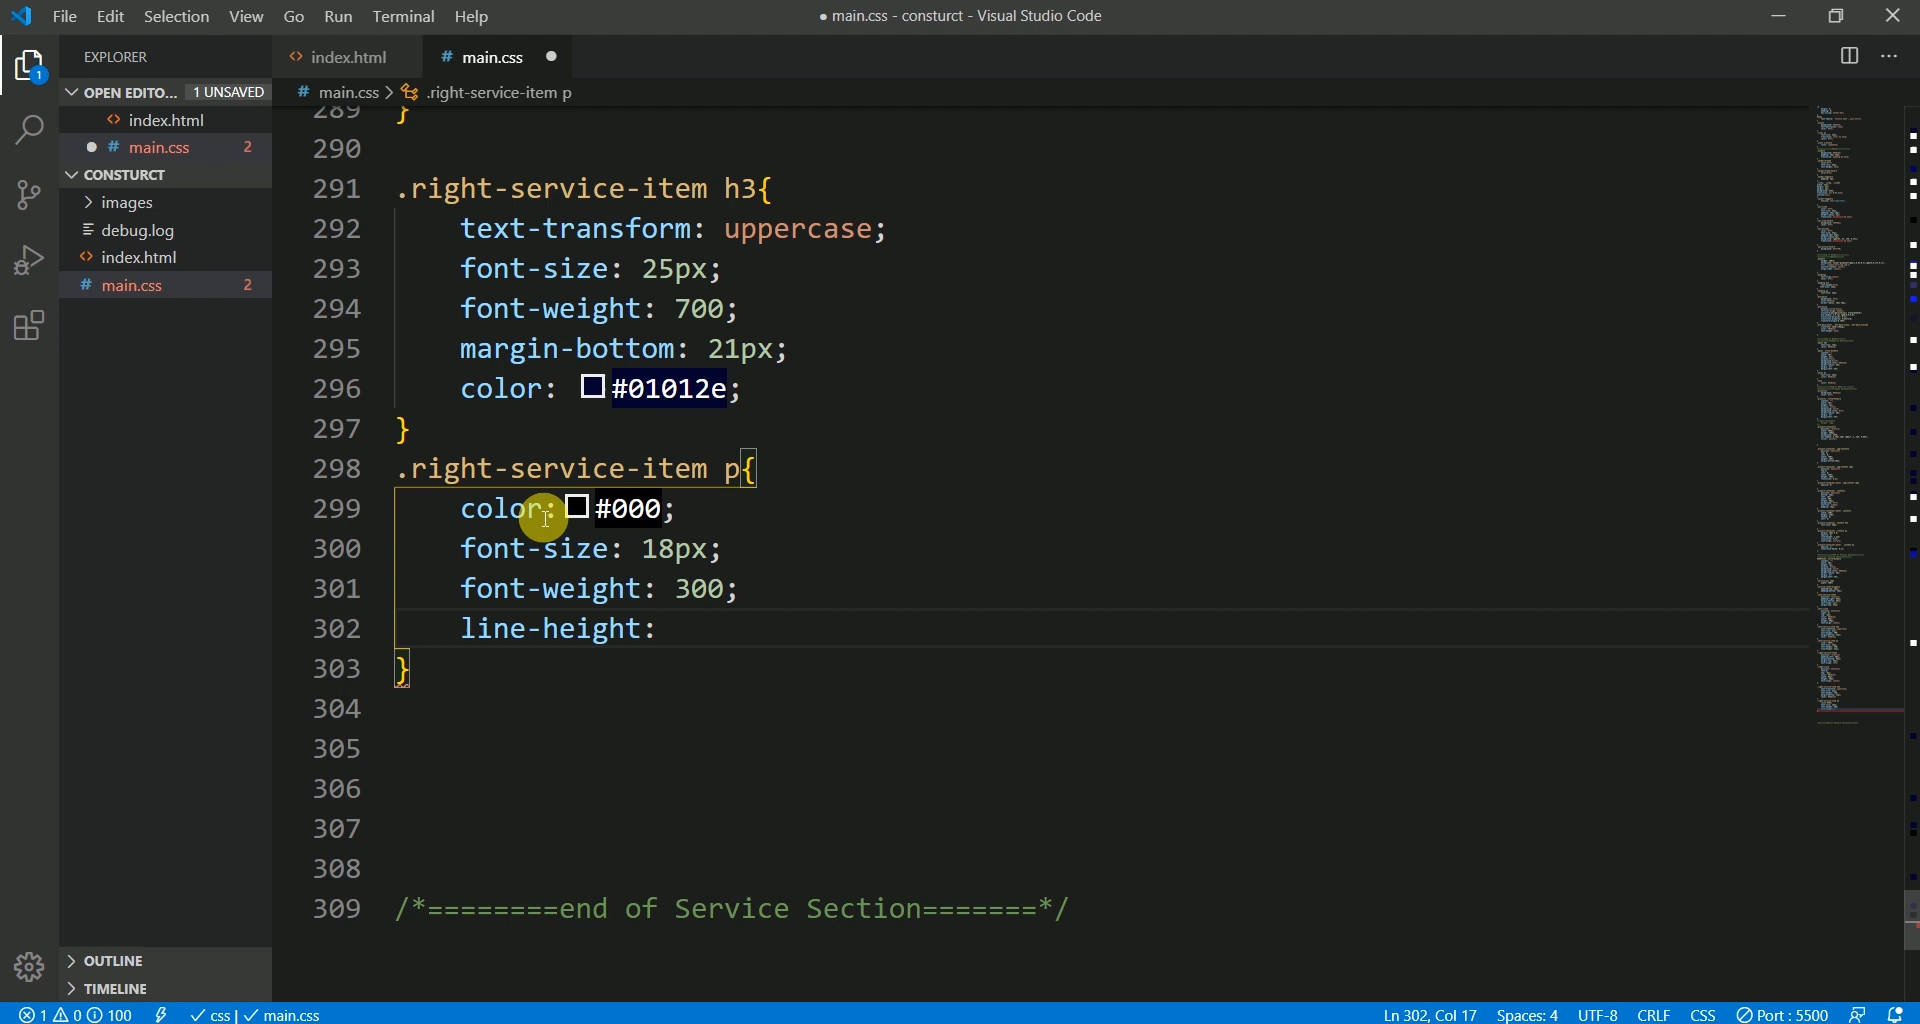 File Edit Selection View Go Run Terminal Help
● main.css - consturct - Visual Studio Code
EXPLORER
1
OPEN EDITO... 1 UNSAVED
<> index.html
● # main.css 2
CONSTURCT
> images
debug.log
<> index.html
# main.css 2
OUTLINE
TIMELINE
<> index.html # main.css ●
# main.css > .right-service-item p
289 }
290
291 .right-service-item h3{
292 text-transform: uppercase;
293 font-size: 25px;
294 font-weight: 700;
295 margin-bottom: 21px;
296 color: #01012e;
297 }
298 .right-service-item p{
299 color: #000;
300 font-size: 18px;
301 font-weight: 300;
302 line-height:
303 }
304
305
306
307
308
309 /*========end of Service Section=======*/
1 0 100 css | main.css
Ln 302, Col 17 Spaces: 4 UTF-8 CRLF CSS Port : 5500